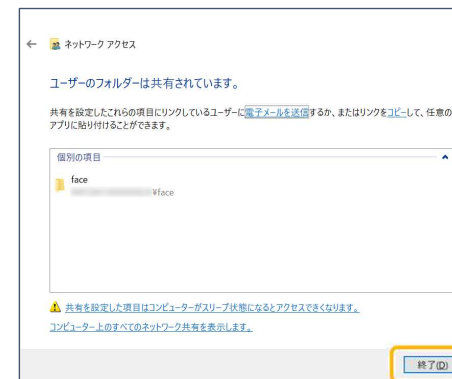 ネットワーク アクセス
ユーザーのフォルダーは共有されています。
共有を設定したこれらの項目にリンクしているユーザーに電子メールを送信するか、またはリンクをコピーして、任意の
アプリに貼り付けることができます。
個別の項目
face
¥face
共有を設定した項目はコンピューターがスリープ状態になるとアクセスできなくなります。
コンピューター上のすべてのネットワーク共有を表示します。
終了(D)